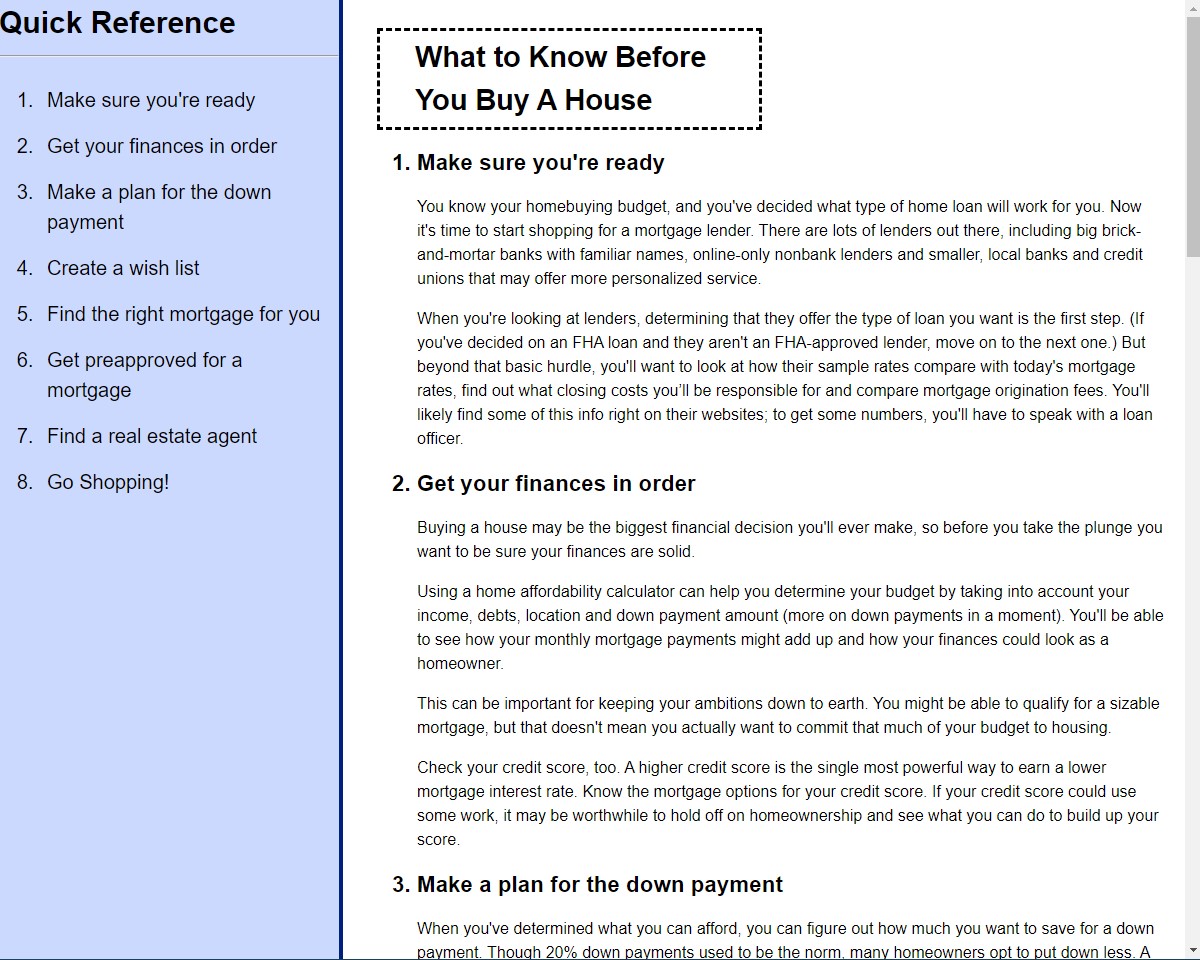 Quick Reference
1. Make sure you're ready
2. Get your finances in order
3. Make a plan for the down
payment
4. Create a wish list
5. Find the right mortgage for you
6. Get preapproved for a
mortgage
7. Find a real estate agent
8. Go Shopping!
What to Know Before
You Buy A House
1. Make sure you're ready
You know your homebuying budget, and you've decided what type of home loan will work for you. Now
it's time to start shopping for a mortgage lender. There are lots of lenders out there, including big brick-
and-mortar banks with familiar names, online-only nonbank lenders and smaller, local banks and credit
unions that may offer more personalized service.
When you're looking at lenders, determining that they offer the type of loan you want is the first step. (If
you've decided on an FHA loan and they aren't an FHA-approved lender, move on to the next one.) But
beyond that basic hurdle, you'll want to look at how their sample rates compare with today's mortgage
rates, find out what closing costs you’ll be responsible for and compare mortgage origination fees. You'll
likely find some of this info right on their websites; to get some numbers, you'll have to speak with a loan
officer.
2. Get your finances in order
Buying a house may be the biggest financial decision you'll ever make, so before you take the plunge you
want to be sure your finances are solid.
Using a home affordability calculator can help you determine your budget by taking into account your
income, debts, location and down payment amount (more on down payments in a moment). You'll be able
to see how your monthly mortgage payments might add up and how your finances could look as a
homeowner.
This can be important for keeping your ambitions down to earth. You might be able to qualify for a sizable
mortgage, but that doesn't mean you actually want to commit that much of your budget to housing.
Check your credit score, too. A higher credit score is the single most powerful way to earn a lower
mortgage interest rate. Know the mortgage options for your credit score. If your credit score could use
some work, it may be worthwhile to hold off on homeownership and see what you can do to build up your
score.
3. Make a plan for the down payment
When you've determined what you can afford, you can figure out how much you want to save for a down
payment. Though 20% down payments used to be the norm, many homeowners opt to put down less. A